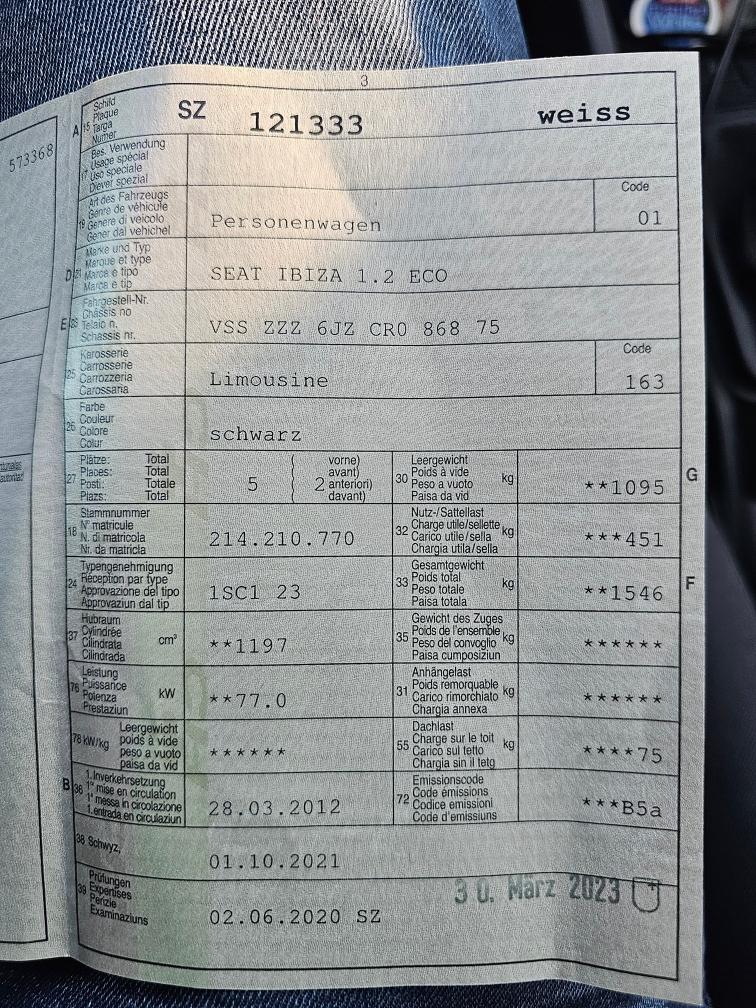 3
573368
A 15 Schild
Plaque
Targa
Numer
SZ 121333 weiss
17 Bes. Verwendung
Usage spécial
Uso speciale
Diever spezial
19 Art des Fahrzeugs
Genre de véhicule
Genere di veicolo
Gener dal vehichel
Personenwagen
Code
01
D 21 Marke und Typ
Marque et type
Marca e tipo
Marca e tip
SEAT IBIZA 1.2 ECO
E 23 Fahrgestell-Nr.
Châssis no
Telaio n.
Schassis nr.
VSS ZZZ 6JZ CR0 868 75
25 Karosserie
Carrosserie
Carrozzeria
Carossaria
Limousine
Code
163
26 Farbe
Couleur
Colore
Colur
schwarz
27 Plätze: Total
Places: Total
Posti: Totale
Plazs: Total
5
2 vorne)
avant)
anteriori)
davant)
30 Leergewicht
Poids à vide
Peso a vuoto
Paisa da vid
kg
**1095
G
18 Stammnummer
N° matricule
N. di matricola
Nr. da matricla
214.210.770
32 Nutz-/Sattellast
Charge utile/sellette
Carico utile/sella
Chargia utila/sella
kg
***451
24 Typengenehmigung
Réception par type
Approvazione del tipo
Approvaziun dal tip
1SC1 23
33 Gesamtgewicht
Poids total
Peso totale
Paisa totala
kg
**1546
F
37 Hubraum
Cylindrée
Cilindrata
Cilindrada
cm³
**1197
35 Gewicht des Zuges
Poids de l'ensemble
Peso del convoglio
Paisa cumposiziun
kg
******
76 Leistung
Puissance
Potenza
Prestaziun
kW
**77.0
31 Anhängelast
Poids remorquable
Carico rimorchiato
Chargia annexa
kg
******
78 kW/kg
Leergewicht
poids à vide
peso a vuoto
paisa da vid
******
55 Dachlast
Charge sur le toit
Carico sul tetto
Chargia sin il tetg
kg
****75
B 36 1. Inverkehrsetzung
1re mise en circulation
1a messa in circolazione
1. entrada en circulaziun
28.03.2012
72 Emissionscode
Code émissions
Codice emissioni
Code d'emissiuns
***B5a
38 Schwyz,
01.10.2021
39 Prüfungen
Expertises
Perizie
Examinaziuns
02.06.2020 SZ
30. März 2023